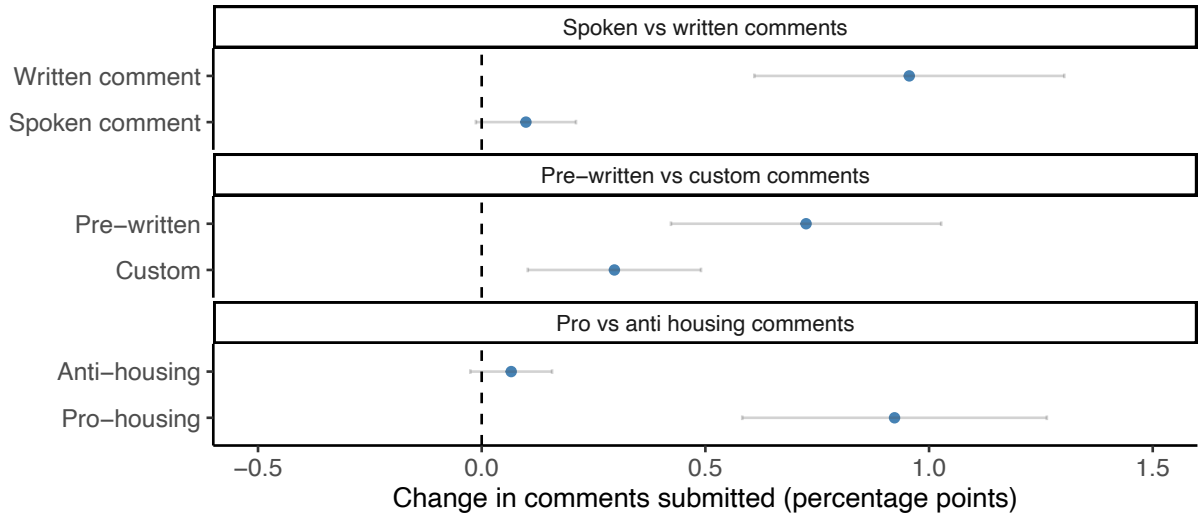 Spoken vs written comments
Written comment
Spoken comment
Pre−written vs custom comments
Pre−written
Custom
Pro vs anti housing comments
Anti−housing
Pro−housing
−0.5 0.0 0.5 1.0 1.5
Change in comments submitted (percentage points)